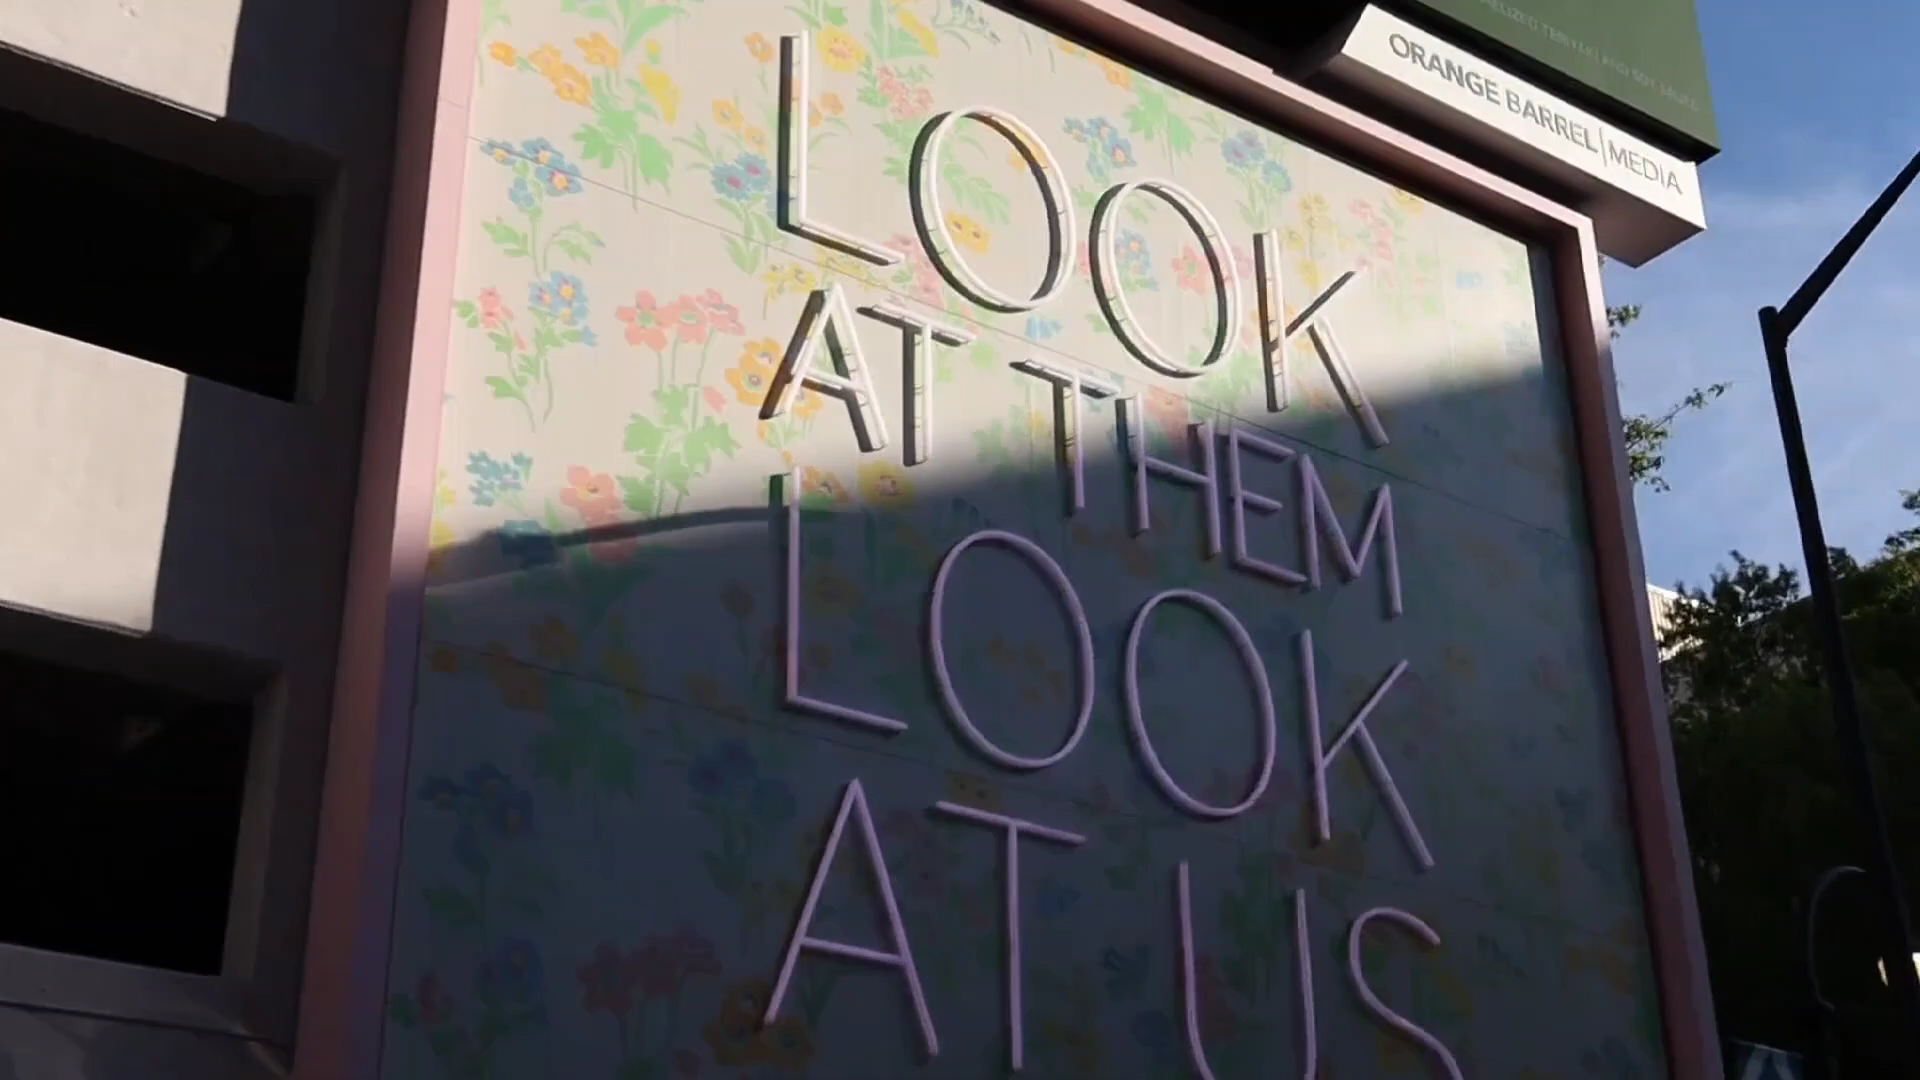 ORANGE BARREL|MEDIA
LOOK
AT THEM
LOOK
AT US